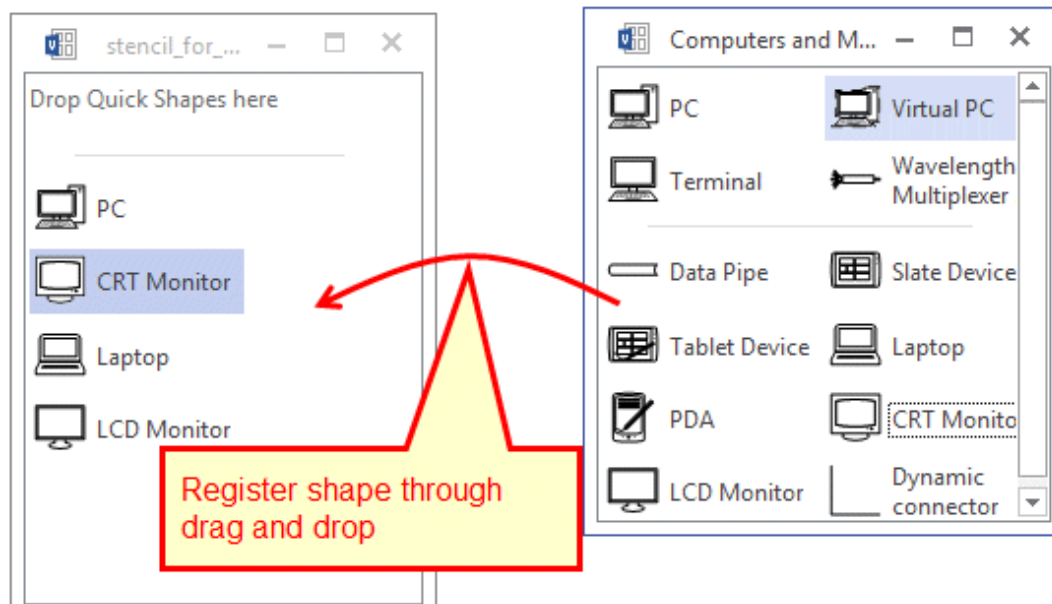 stencil_for_...
Drop Quick Shapes here
PC
CRT Monitor
Laptop
LCD Monitor
Register shape through
drag and drop
Computers and M...
PC
Virtual PC
Terminal
Wavelength
Multiplexer
Data Pipe
Slate Device
Tablet Device
Laptop
PDA
CRT Monito
LCD Monitor
Dynamic
connector